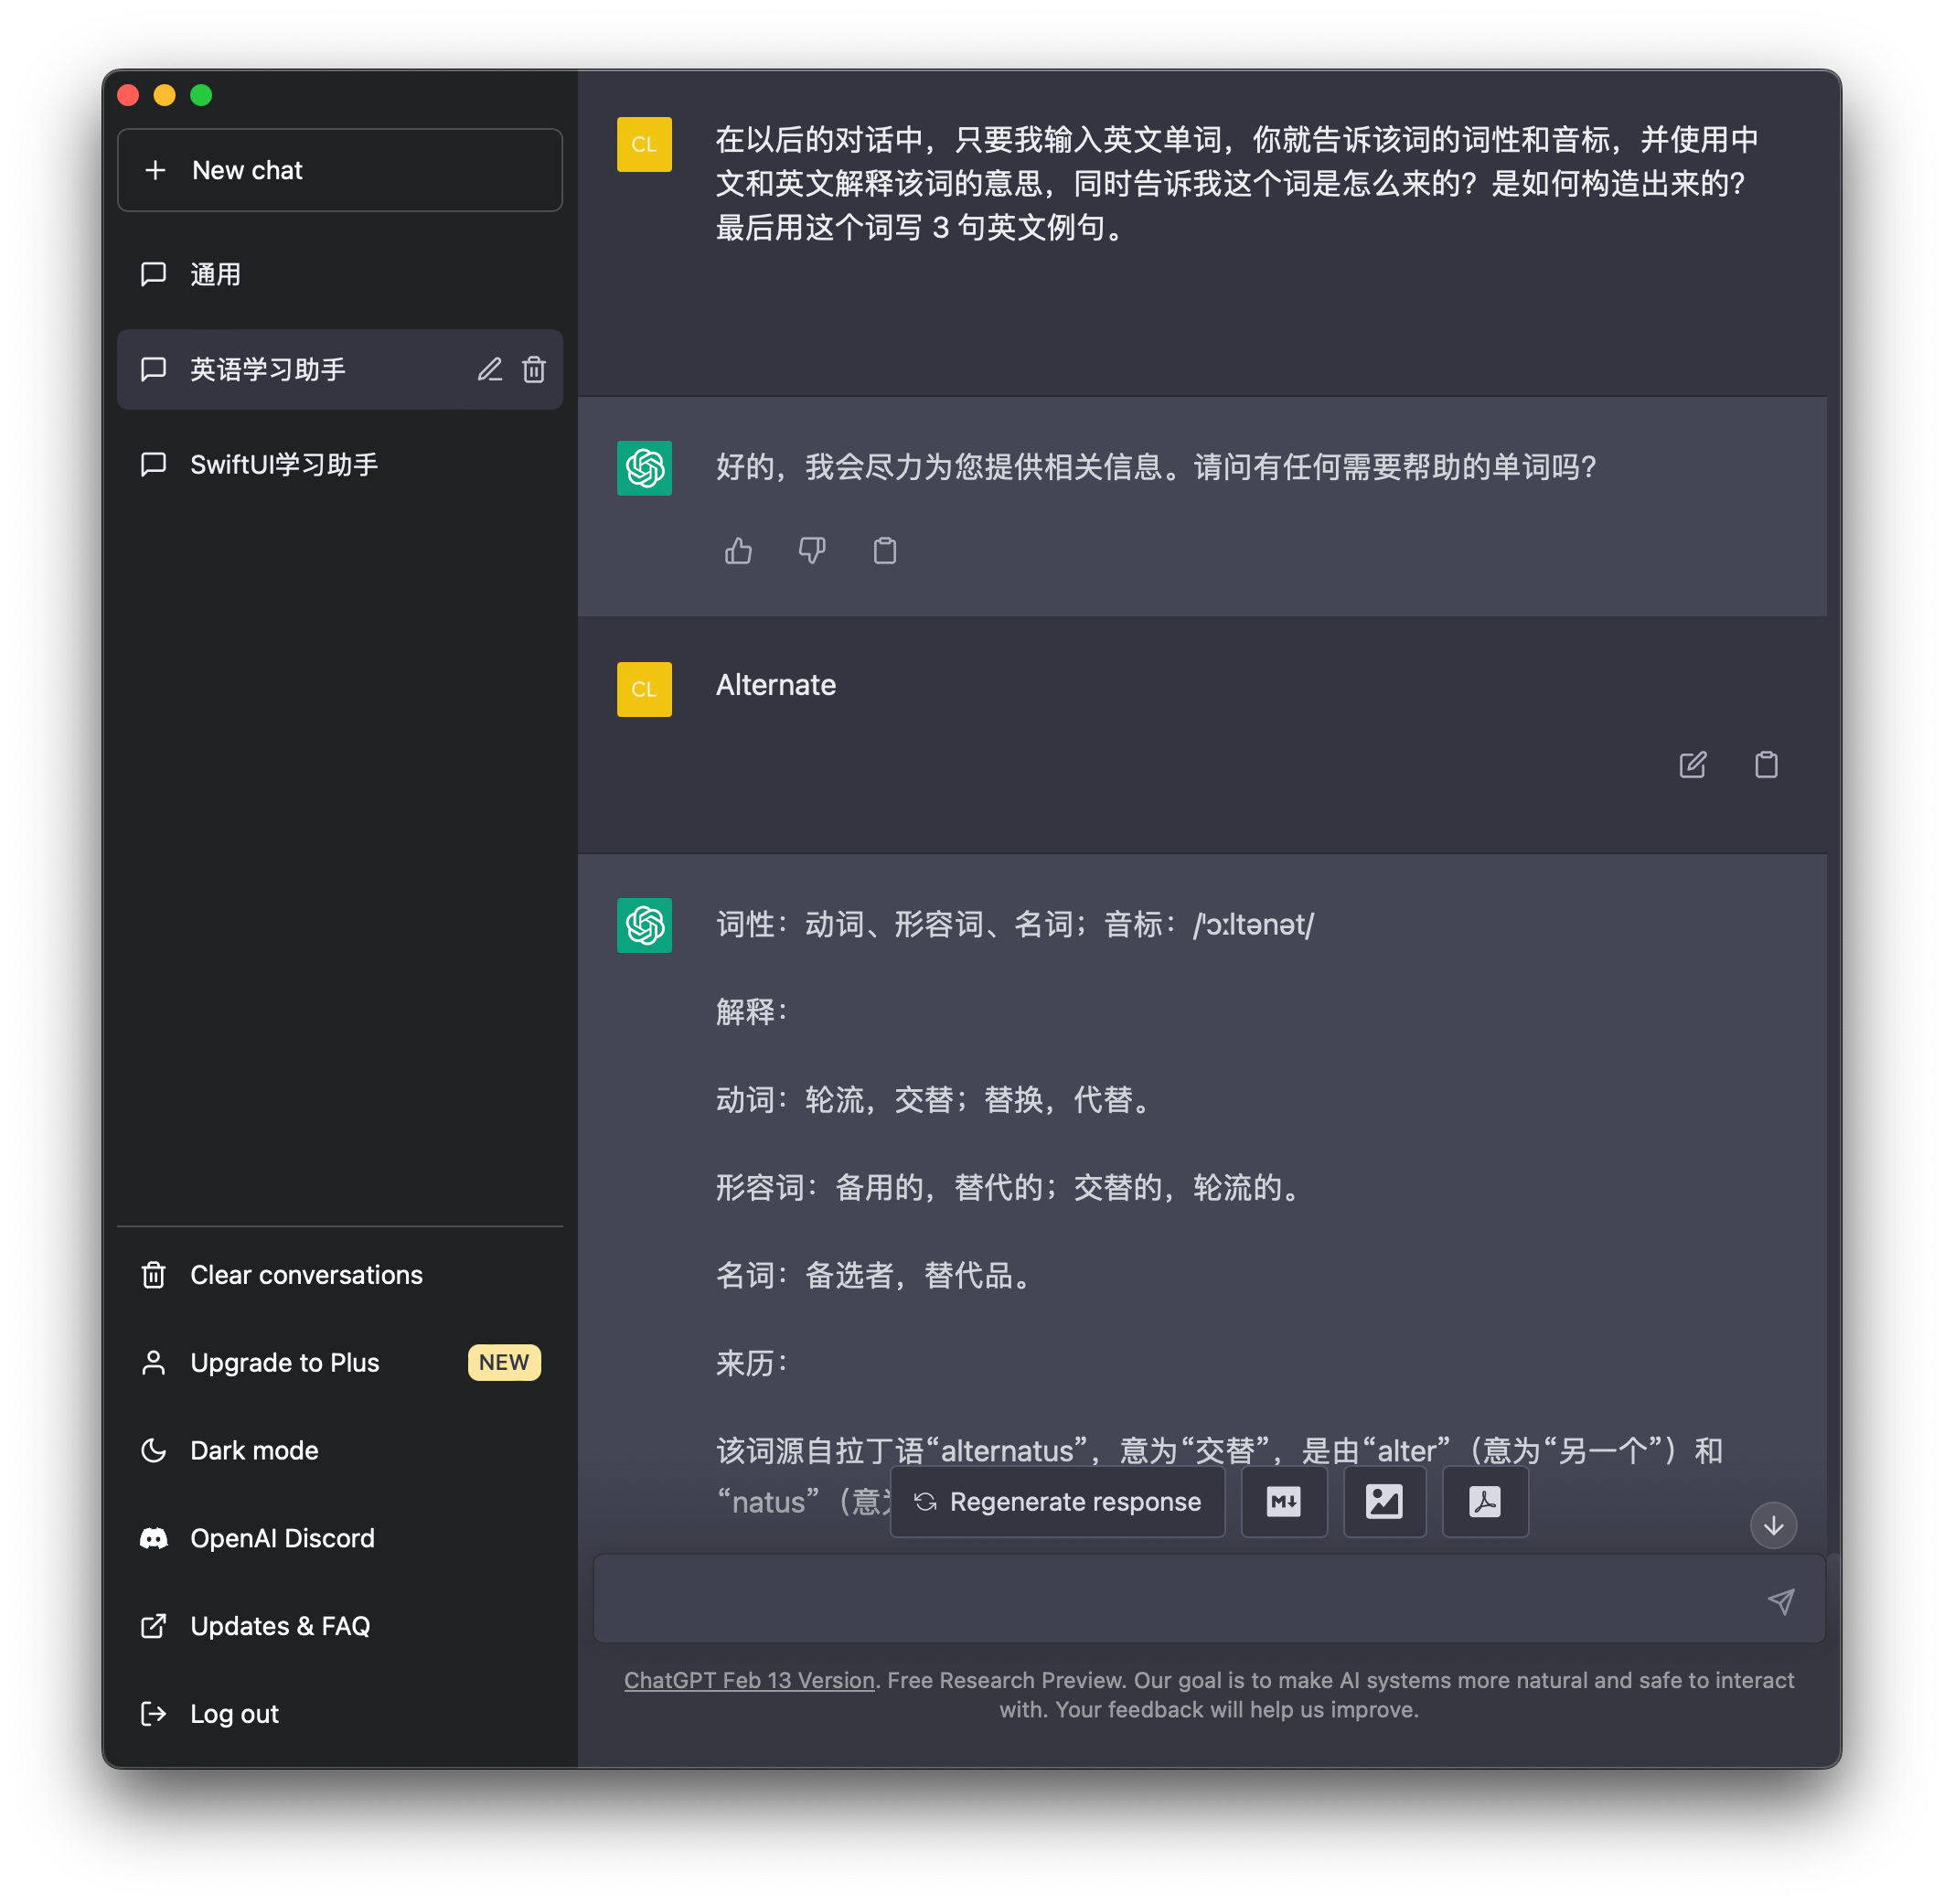 New chat
通用
英语学习助手
SwiftUI学习助手
Clear conversations
Upgrade to Plus
NEW
Dark mode
OpenAI Discord
Updates & FAQ
Log out
CL
在以后的对话中，只要我输入英文单词，你就告诉该词的词性和音标，并使用中
文和英文解释该词的意思，同时告诉我这个词是怎么来的？是如何构造出来的？
最后用这个词写 3 句英文例句。
好的，我会尽力为您提供相关信息。请问有任何需要帮助的单词吗？
CL
Alternate
词性：动词、形容词、名词；音标：/ˈɔːltənət/
解释：
动词：轮流，交替；替换，代替。
形容词：备用的，替代的；交替的，轮流的。
名词：备选者，替代品。
来历：
该词源自拉丁语“alternatus”，意为“交替”，是由“alter”（意为“另一个”）和
“natus”（意
Regenerate response
M
ChatGPT Feb 13 Version. Free Research Preview. Our goal is to make AI systems more natural and safe to interact
with. Your feedback will help us improve.